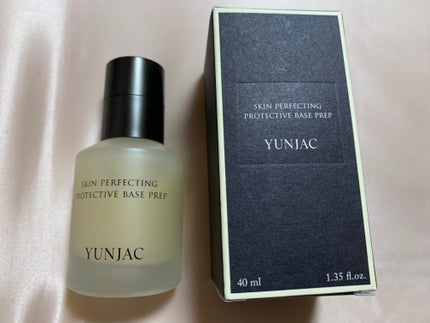 SKIN PERFECTING
PROTECTIVE BASE PREP
YUNJAC
SKIN PERFECTING
PROTECTIVE BASE PREP
YUNJAC
40 ml
1.35 fl.oz.